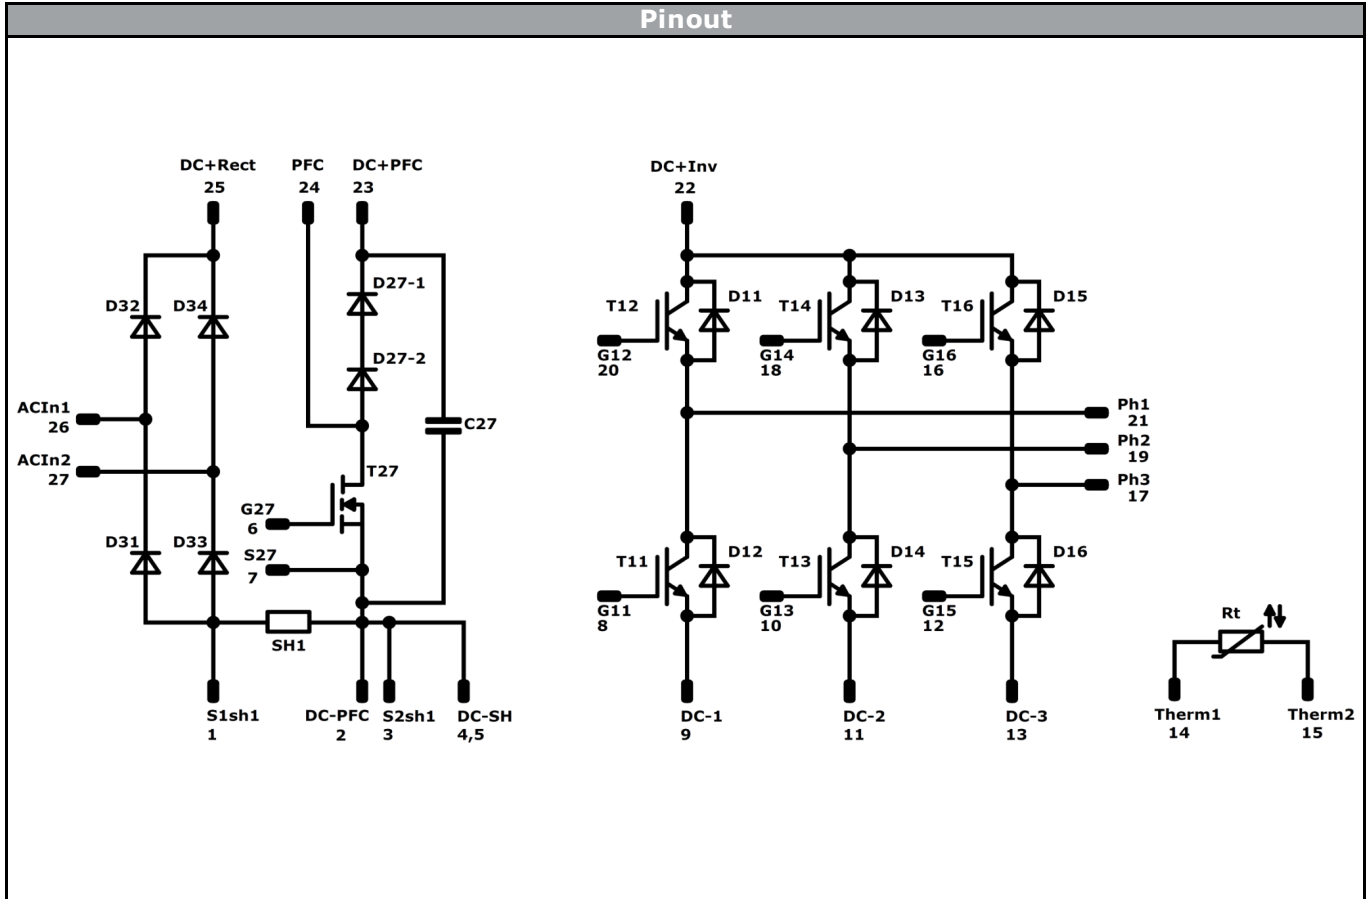 Pinout
DC+Rect PFC DC+PFC DC+Inv
25 24 23 22
D27-1 D11 D13 D15
D32 D34 T12 T14 T16
G12 G14 G16
20 18 16
D27-2
ACIn1 Ph1
26 21
C27
Ph2
19
ACIn2 T27
27
Ph3
17
G27
6
D31 D33 D12 D14 D16
S27 T11 T13 T15
7
G11 G13 G15
8 10 12
Rt
SH1
S1sh1 DC-PFC S2sh1 DC-SH DC-1 DC-2 DC-3 Therm1 Therm2
1 2 3 4,5 9 11 13 14 15